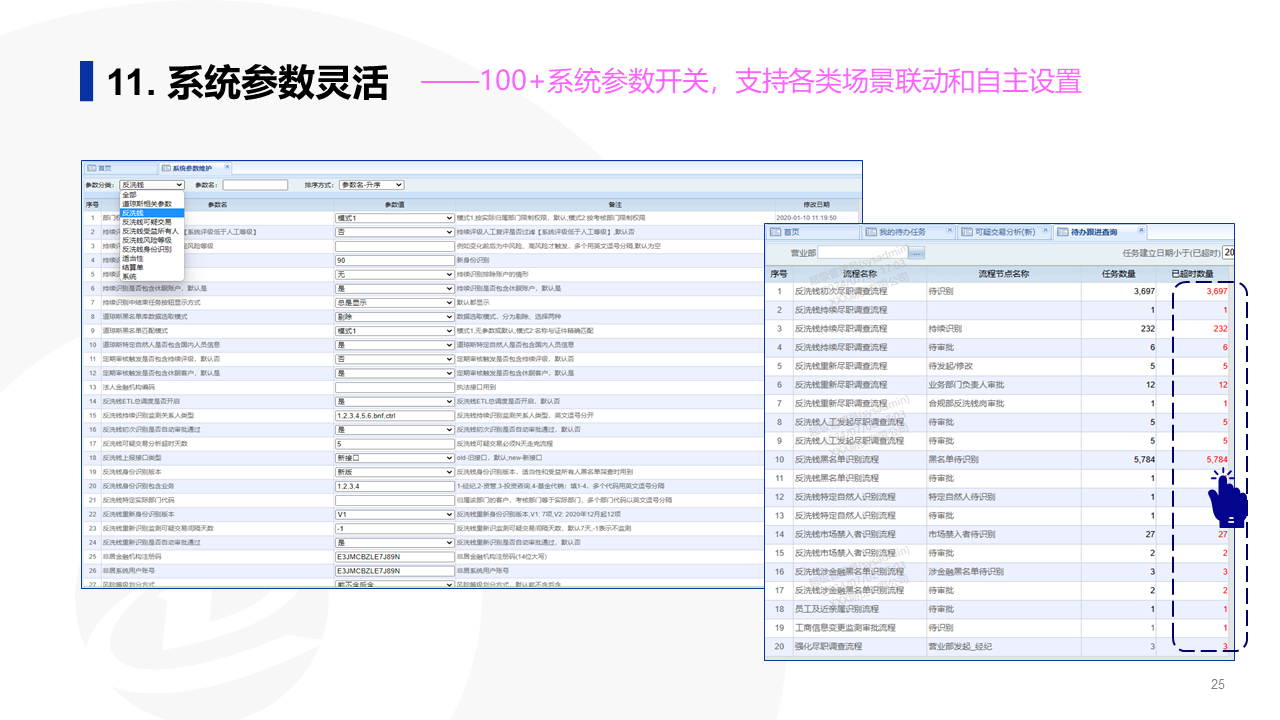 11. 系统参数灵活 ——100+系统参数开关，支持各类场景联动和自主设置
首页 系统参数维护
参数分类： 反洗钱 参数名： 排序方式： 参数名-升序
全部
道琼斯相关参数
反洗钱
反洗钱可疑交易
反洗钱受益所有人
反洗钱风险等级
反洗钱身份识别
适当性
结算单
系统
序号 参数名 参数值 备注 修改日期
1 部门 模式1 模式1,按实际归属部门限制权限，默认;模式2:按考核部门限制权限 2020-01-10 11:19:50
2 持续 【系统评级低于人工等级】 否 持续评级人工复评是否过滤【系统评级低于人工等级】,默认否
3 持续 风险等级 例如变化前后为中风险、高风险才触发，多个用英文逗号分隔,默认为空
4 持续 90 新身份识别
5 持续 无 持续识别排除账户的情形
6 持续识别是否包含休眠账户，默认是 是 持续识别是否包含休眠账户，默认是
7 持续识别中结束任务按钮显示方式 总是显示 默认都显示
8 道琼斯黑名单库数据选取模式 剔除 数据选取模式，分为剔除、选择两种
9 道琼斯黑名单匹配模式 模式1 模式1,无参数或默认;模式2:名称与证件精确匹配
10 道琼斯特定自然人是否包含国内人员信息 是 道琼斯特定自然人是否包含国内人员信息
11 定期审核触发是否包含持续评级，默认否 否 定期审核触发是否包含持续评级，默认否
12 定期审核触发是否包含休眠客户，默认是 是 定期审核触发是否包含休眠客户，默认是
13 法人金融机构编码 执法接口用到
14 反洗钱ETL总调度是否开启 是 反洗钱ETL总调度是否开启，默认否
15 反洗钱持续识别监测关系人类型 1,2,3,4,5,6,bnf,ctrl 反洗钱持续识别监测关系人类型，英文逗号分开
16 反洗钱初次识别是否自动审批通过 是 反洗钱初次识别是否自动审批通过，默认否
17 反洗钱可疑交易分析超时天数 5 反洗钱可疑交易必须N天走完流程
18 反洗钱上报接口类型 新接口 old-旧接口，默认;new-新接口
19 反洗钱身份识别版本 新版 反洗钱身份识别版本，适当性和受益所有人黑名单筛查时用到
20 反洗钱身份识别包含业务 1,2,3,4 1-经纪,2-资管,3-投资咨询,4-基金代销；填1-4，多个代码用英文逗号分隔
21 反洗钱特定实际部门代码 归属该部门的客户，考核部门等于实际部门，多个部门代码以英文逗号分隔
22 反洗钱重新身份识别版本 V1 反洗钱重新身份识别版本,V1: 7项,V2: 2020年12月起12项
23 反洗钱重新识别监测可疑交易间隔天数 -1 反洗钱重新识监测可疑交易间隔天数，默认7天,-1表示不监测
24 反洗钱重新识别是否自动审批通过 是 反洗钱重新识别是否自动审批通过，默认否
25 非居金融机构注册码 E3JMCBZLE7J89N 非居金融机构注册码(14位大写)
26 非居系统用户账号 E3JMCBZLE7J89N 非居系统用户账号
27 风险等级划分方式 前不含后含 风险等级划分方式，默认前不含后含
首页 我的待办任务 可疑交易分析(新) 待办跟进查询
营业部 任务建立日期小于(已超时) 20
序号 流程名称 流程节点名称 任务数量 已超时数量
1 反洗钱初次尽职调查流程 待识别 3,697 3,697
2 反洗钱持续尽职调查流程 1 1
3 反洗钱持续尽职调查流程 持续识别 232 232
4 反洗钱持续尽职调查流程 待审批 6 6
5 反洗钱重新尽职调查流程 待发起/修改 5 5
6 反洗钱重新尽职调查流程 业务部门负责人审批 12 12
7 反洗钱重新尽职调查流程 合规部反洗钱岗审批 1 1
8 反洗钱人工发起尽职调查流程 待审批 5 5
9 反洗钱人工发起尽职调查流程 待审批 5 5
10 反洗钱黑名单识别流程 黑名单待识别 5,784 5,784
11 反洗钱黑名单识别流程 待审批 1
12 反洗钱特定自然人识别流程 特定自然人待识别 1
13 反洗钱特定自然人识别流程 待审批 1
14 反洗钱市场禁入者识别流程 市场禁入者待识别 27 27
15 反洗钱市场禁入者识别流程 待审批 2 2
16 反洗钱涉金融黑名单识别流程 涉金融黑名单待识别 3 3
17 反洗钱涉金融黑名单识别流程 待审批 2 2
18 员工及近亲属识别流程 待审批 1 1
19 工商信息变更监测审批流程 待识别 1 1
20 强化尽职调查流程 营业部发起_经纪 3 3
25